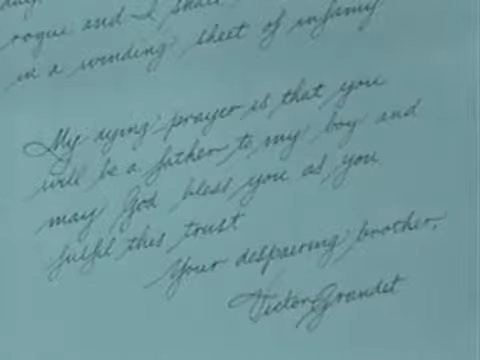 rogue and I shall
in a winding sheet of infamy
My dying prayer is that you
will be a father to my boy and
may God bless you as you
fulfil this trust
Your despairing brother,
Victor Grandet